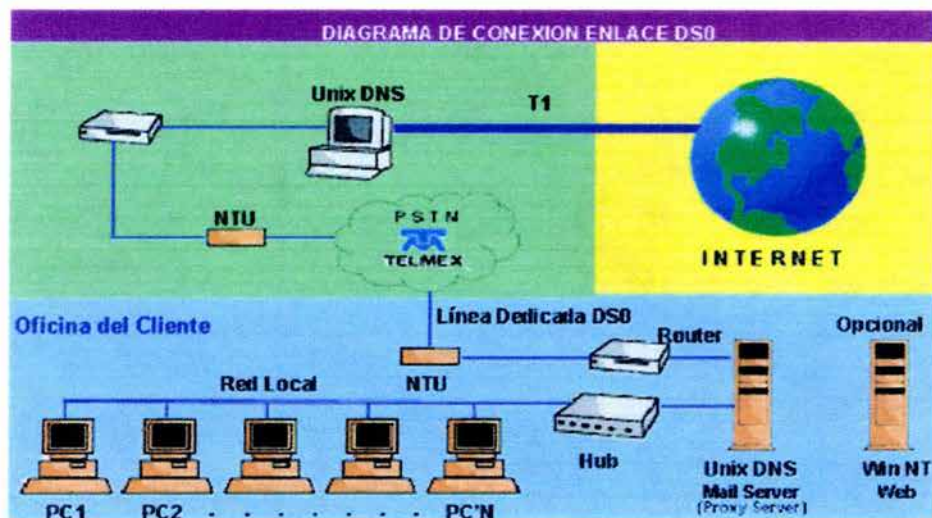 DIAGRAMA DE CONEXION ENLACE DS0
Unix DNS
T1
NTU
PSTN
TELMEX
INTERNET
Oficina del Cliente
Línea Dedicada DS0
Router
Opcional
Red Local
NTU
Hub
Unix DNS
Mail Server
(Proxy Server)
Win NT
Web
PC1 PC2 - - - - - - - PC'N